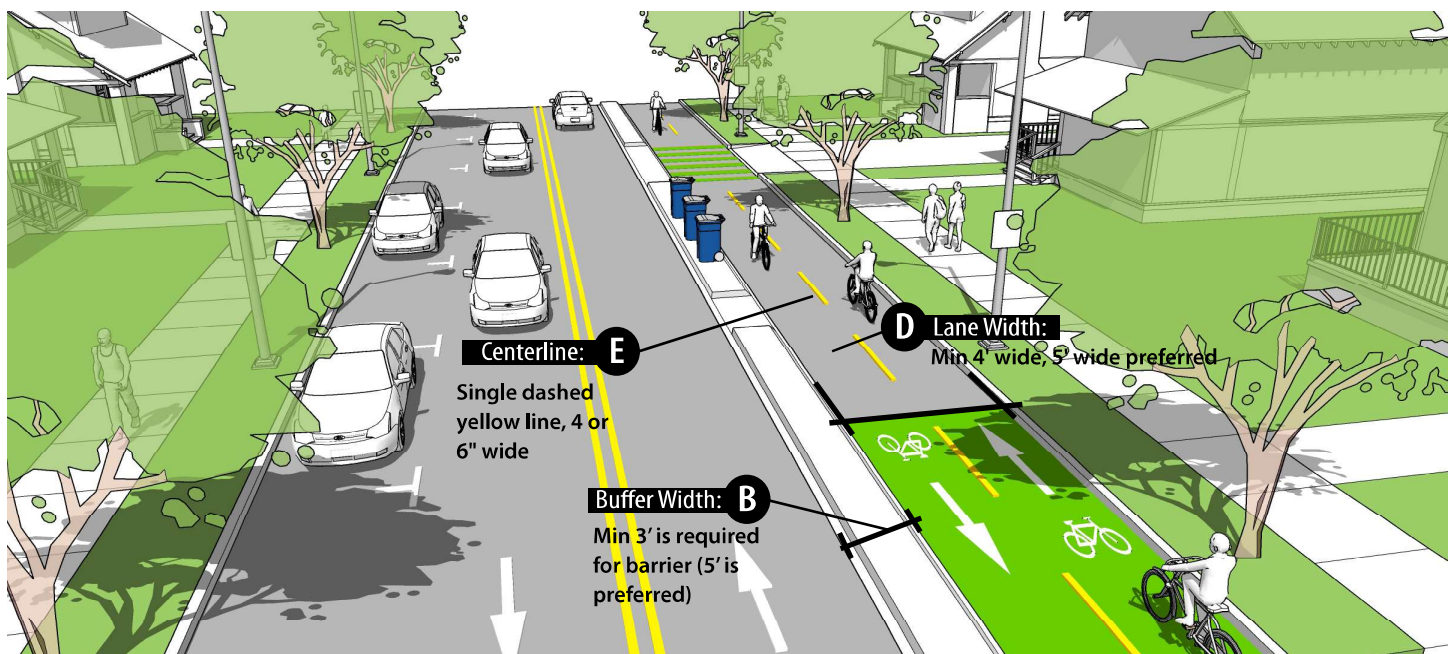 D Lane Width:
Min 4' wide, 5' wide preferred
Centerline: E
Single dashed
yellow line, 4 or
6" wide
Buffer Width: B
Min 3' is required
for barrier (5' is
preferred)